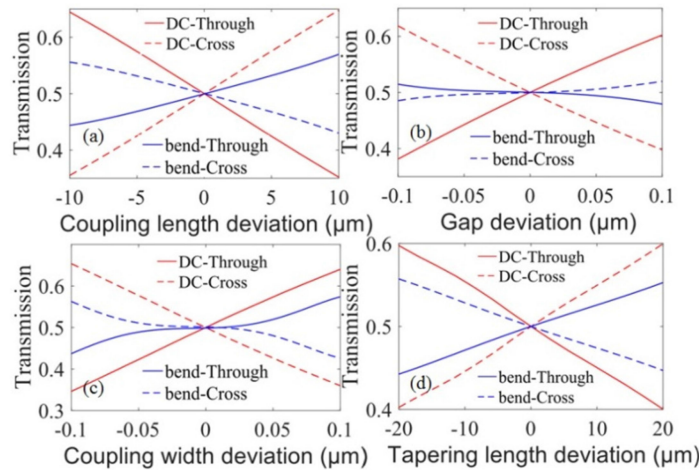 DC-Through
DC-Cross
0.6
0.5
0.4
Transmission
(a)
bend-Through
bend-Cross
-10
-5
0
5
10
Coupling length deviation (μm)
DC-Through
DC-Cross
0.6
0.5
0.4
Transmission
(b)
bend-Through
bend-Cross
-0.1
-0.05
0
0.05
0.1
Gap deviation (μm)
DC-Through
DC-Cross
0.6
0.5
0.4
0.3
Transmission
(c)
bend-Through
bend-Cross
-0.1
-0.05
0
0.05
0.1
Coupling width deviation (μm)
DC-Through
DC-Cross
0.6
0.5
0.4
Transmission
(d)
bend-Through
bend-Cross
-20
-10
0
10
20
Tapering length deviation (μm)